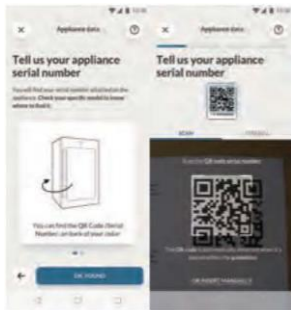 Appliance data
Tell us your appliance
serial number
You will find your serial number attached on the
appliance. Check your specific model to know
where to find it.
You can find the QR Code (Serial
Number) on back of your cooler
OK, FOUND
Appliance data
Tell us your appliance
serial number
SCAN
Scan the QR code serial number
OR INSERT MANUALLY